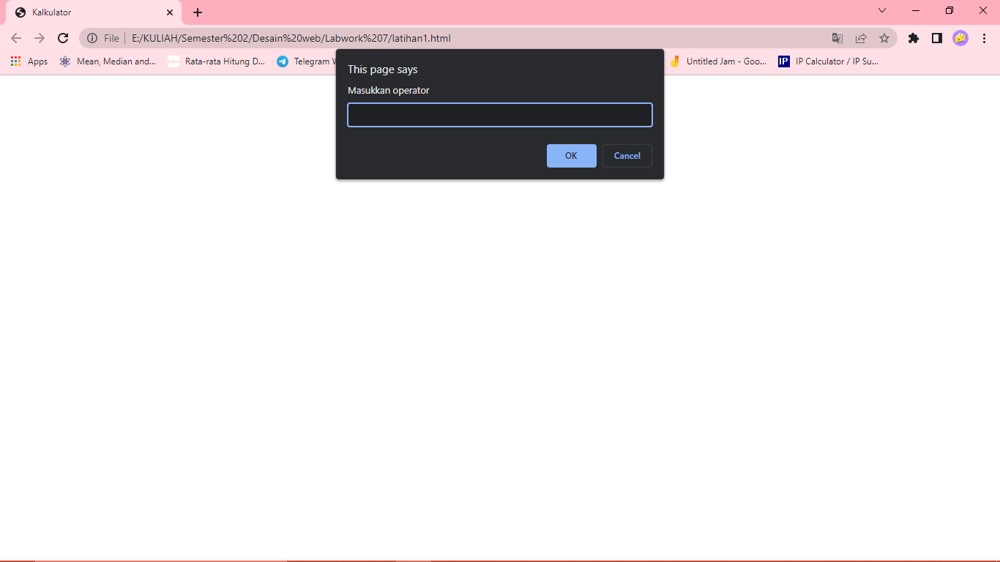 Kalkulator
File E:/KULIAH/Semester%202/Desain%20web/Labwork%207/latihan1.html
Apps Mean, Median and... Rata-rata Hitung D... Telegram Untitled Jam - Goo... IP IP Calculator / IP Su...
This page says
Masukkan operator
OK Cancel